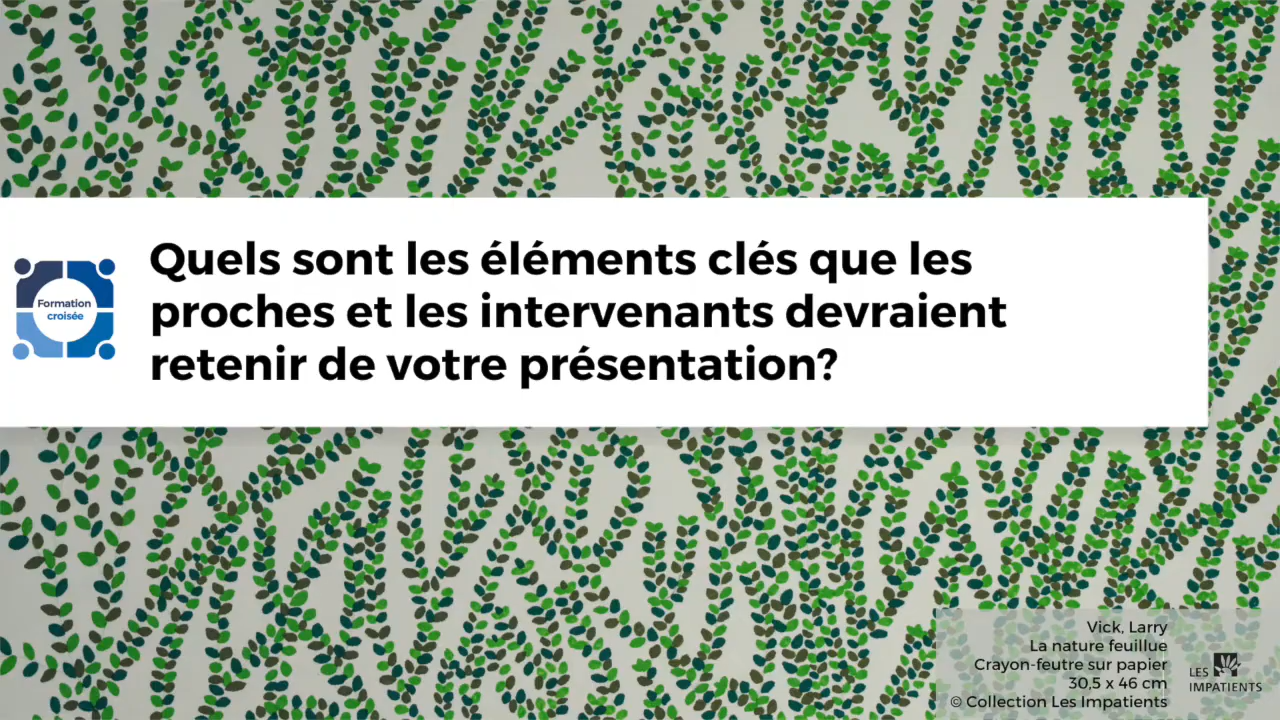 Quels sont les éléments clés que les
proches et les intervenants devraient
retenir de votre présentation?
Formation
croisée
Vick, Larry
La nature feuillue
Crayon-feutre sur papier
30,5 x 46 cm
© Collection Les Impatients
LES
IMPATIENTS